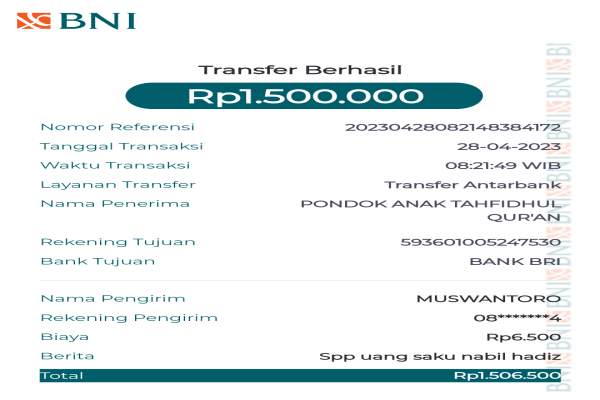 BNI
Transfer Berhasil
Rp1.500.000
Nomor Referensi 20230428082148384172
Tanggal Transaksi 28-04-2023
Waktu Transaksi 08:21:49 WIB
Layanan Transfer Transfer Antarbank
Nama Penerima PONDOK ANAK TAHFIDHUL
QUR'AN
Rekening Tujuan 593601005247530
Bank Tujuan BANK BRI
Nama Pengirim MUSWANTORO
Rekening Pengirim 08*******4
Biaya Rp6.500
Berita Spp uang saku nabil hadiz
Total Rp1.506.500
BNI BNI BNI BNI BNI BNI BNI BNI